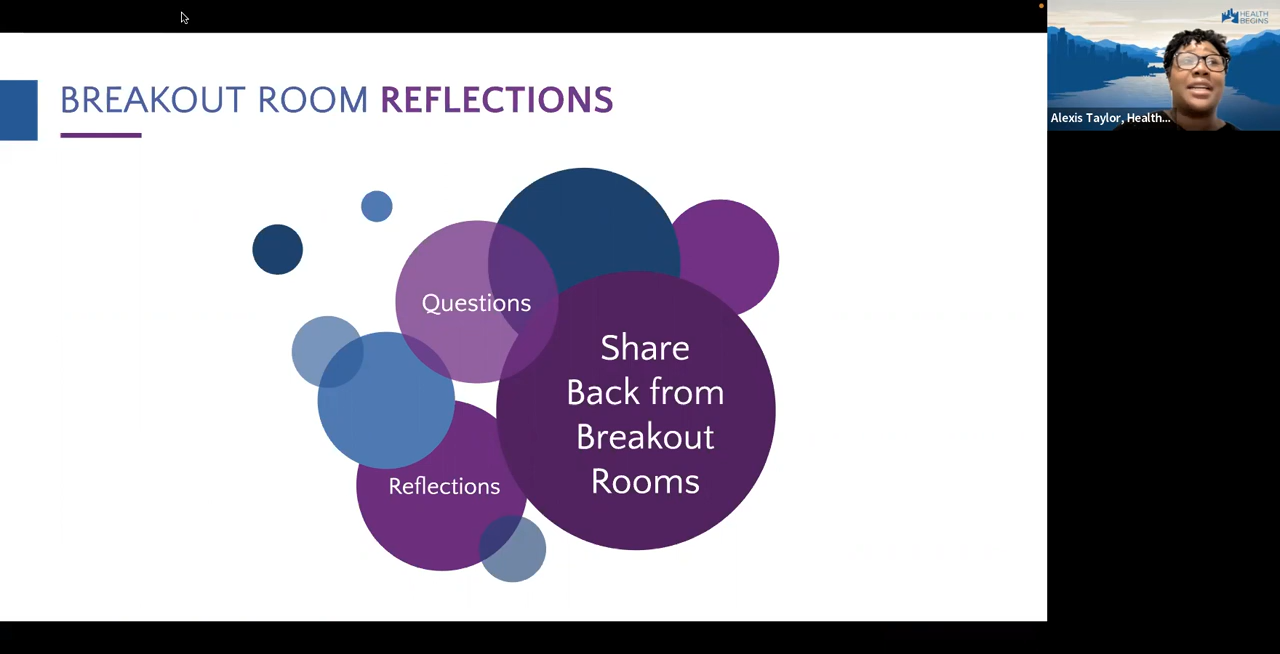 BREAKOUT ROOM REFLECTIONS
Questions
Share
Back from
Breakout
Rooms
Reflections
HEALTH
BEGINS
Alexis Taylor, Health...